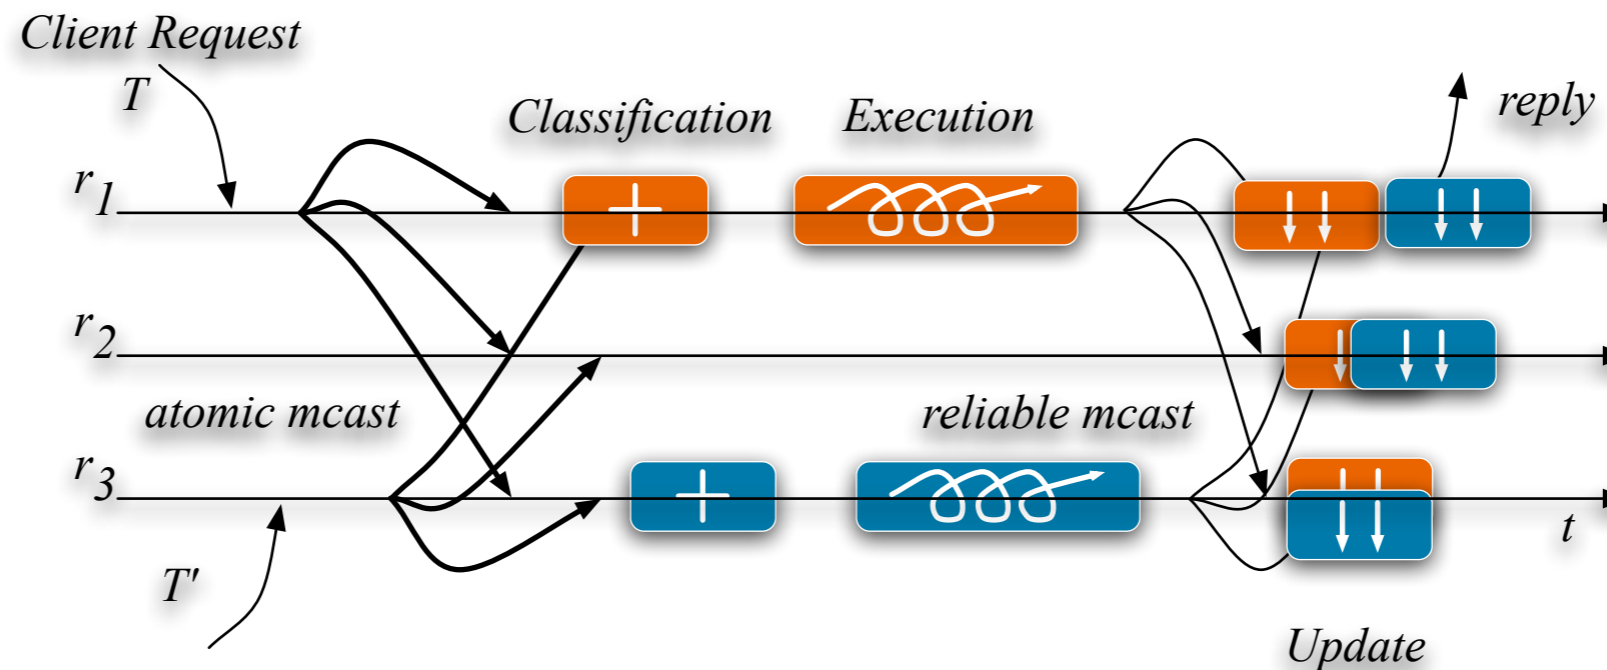 Client Request
T
Classification
Execution
reply
r1
r2
atomic mcast
reliable mcast
r3
t
T'
Update